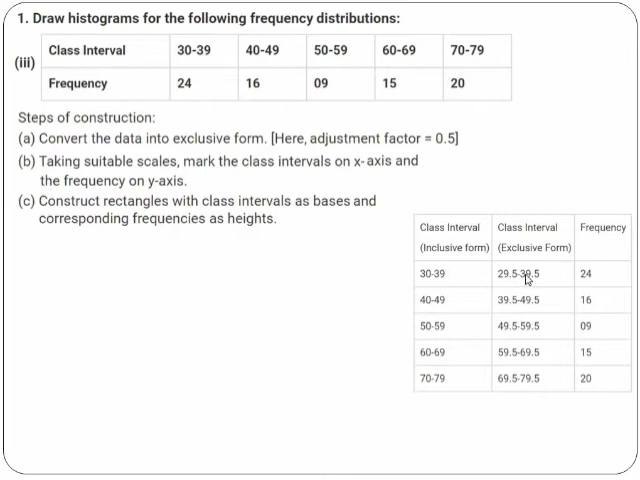 1. Draw histograms for the following frequency distributions:
(iii)
Class Interval 30-39 40-49 50-59 60-69 70-79
Frequency 24 16 09 15 20
Steps of construction:
(a) Convert the data into exclusive form. [Here, adjustment factor = 0.5]
(b) Taking suitable scales, mark the class intervals on x-axis and
the frequency on y-axis.
(c) Construct rectangles with class intervals as bases and
corresponding frequencies as heights.
Class Interval Class Interval Frequency
(Inclusive form) (Exclusive Form)
30-39 29.5-39.5 24
40-49 39.5-49.5 16
50-59 49.5-59.5 09
60-69 59.5-69.5 15
70-79 69.5-79.5 20